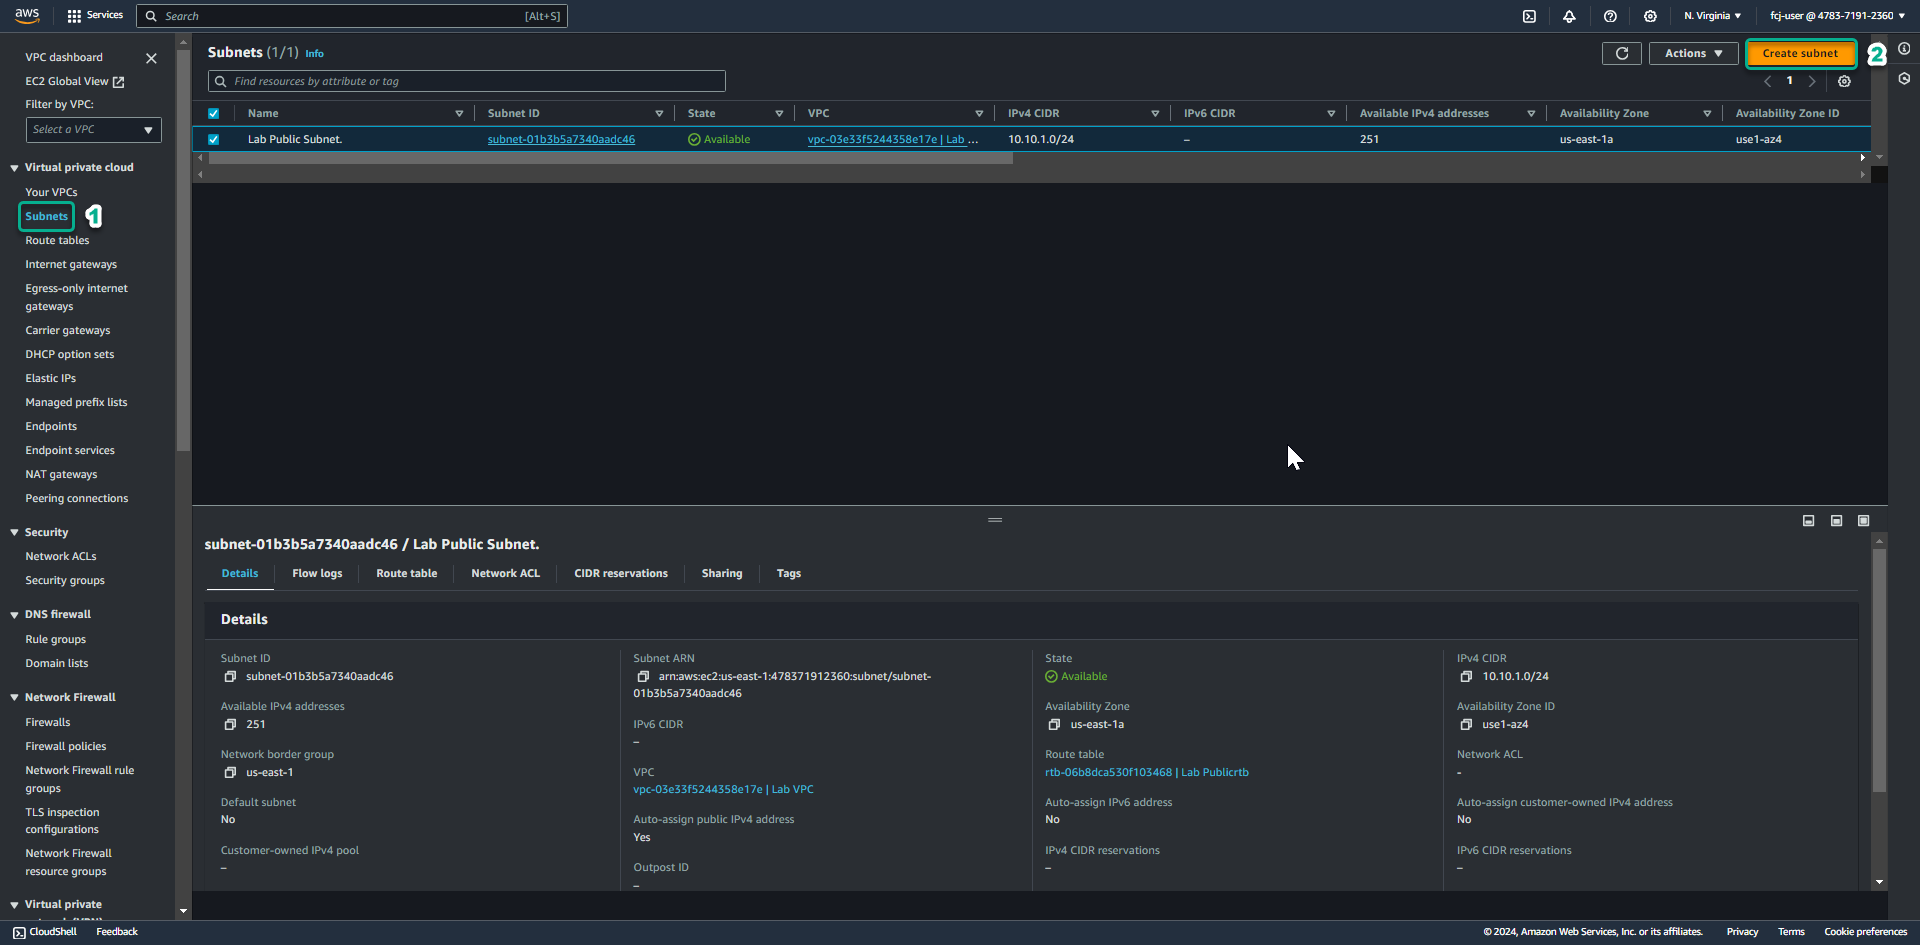 aws
Services
Search
[Alt+S]
N. Virginia
fcj-user @ 4783-7191-2360
VPC dashboard
EC2 Global View
Filter by VPC:
Select a VPC
Virtual private cloud
Your VPCs
Subnets
1
Route tables
Internet gateways
Egress-only internet
gateways
Carrier gateways
DHCP option sets
Elastic IPs
Managed prefix lists
Endpoints
Endpoint services
NAT gateways
Peering connections
Security
Network ACLs
Security groups
DNS firewall
Rule groups
Domain lists
Network Firewall
Firewalls
Firewall policies
Network Firewall rule
groups
TLS inspection
configurations
Network Firewall
resource groups
Virtual private
Subnets (1/1) Info
Actions
Create subnet
2
Find resources by attribute or tag
1
Name Subnet ID State VPC IPv4 CIDR IPv6 CIDR Available IPv4 addresses Availability Zone Availability Zone ID
Lab Public Subnet. subnet-01b3b5a7340aadc46 Available vpc-03e33f5244358e17e | Lab ... 10.10.1.0/24 – 251 us-east-1a use1-az4
subnet-01b3b5a7340aadc46 / Lab Public Subnet.
Details Flow logs Route table Network ACL CIDR reservations Sharing Tags
Details
Subnet ID
subnet-01b3b5a7340aadc46
Available IPv4 addresses
251
Network border group
us-east-1
Default subnet
No
Customer-owned IPv4 pool
–
Subnet ARN
arn:aws:ec2:us-east-1:478371912360:subnet/subnet-
01b3b5a7340aadc46
IPv6 CIDR
–
VPC
vpc-03e33f5244358e17e | Lab VPC
Auto-assign public IPv4 address
Yes
Outpost ID
–
State
Available
Availability Zone
us-east-1a
Route table
rtb-06b8dca530f103468 | Lab Publicrtb
Auto-assign IPv6 address
No
IPv4 CIDR reservations
–
IPv4 CIDR
10.10.1.0/24
Availability Zone ID
use1-az4
Network ACL
-
Auto-assign customer-owned IPv4 address
No
IPv6 CIDR reservations
–
CloudShell
Feedback
© 2024, Amazon Web Services, Inc. or its affiliates.
Privacy
Terms
Cookie preferences